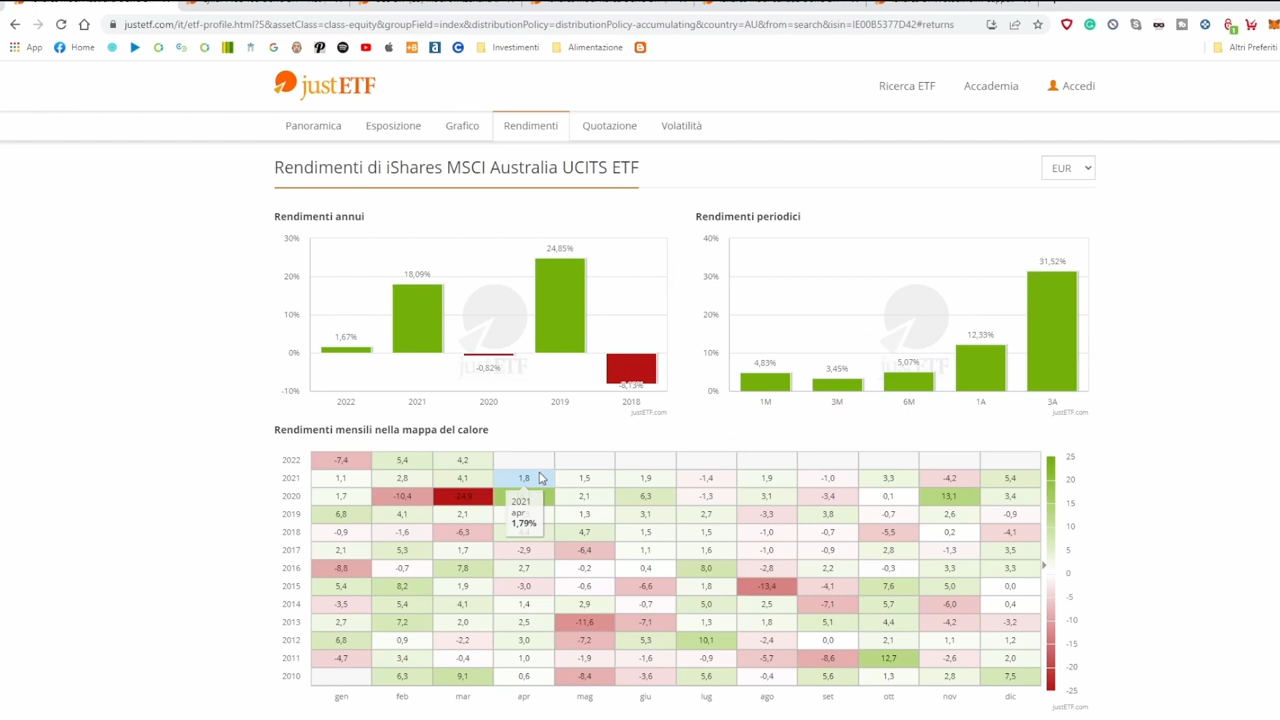 justetf.com/it/etf-profile.html?5&assetClass=class-equity&groupField=index&distributionPolicy=distributionPolicy-accumulating&country=AU&from=search&isin=IE00B5377D42#returns
App Home Investimenti Alimentazione Altri Preferiti
justETF
Ricerca ETF Accademia Accedi
Panoramica Esposizione Grafico Rendimenti Quotazione Volatilità
Rendimenti di iShares MSCI Australia UCITS ETF
EUR
Rendimenti annui
30%
20%
10%
0%
-10%
1,67% 18,09% -0,82% 24,85% -8,13%
2022 2021 2020 2019 2018
justETF
justETF.com
Rendimenti periodici
40%
30%
20%
10%
0%
4,83% 3,45% 5,07% 12,33% 31,52%
1M 3M 6M 1A 3A
justETF
justETF.com
Rendimenti mensili nella mappa del calore
2022 -7,4 5,4 4,2
2021 1,1 2,8 4,1 1,8 1,5 1,9 -1,4 1,9 -1,0 3,3 -4,2 5,4
2020 1,7 -10,4 -24,9 2,1 6,3 -1,3 3,1 -3,4 0,1 13,1 3,4
2019 6,8 4,1 2,1 1,3 3,1 2,7 -3,3 3,8 -0,7 2,6 -0,9
2018 -0,9 -1,6 -6,3 4,7 1,5 1,5 -1,0 -0,9 -5,5 0,2 -4,1
2017 2,1 5,3 1,7 -2,9 -6,4 1,1 1,6 -1,0 -0,7 2,8 -1,3 3,5
2016 -8,8 -0,7 7,8 2,7 -0,2 0,4 8,0 -2,8 2,2 -0,3 3,3 3,3
2015 5,4 8,2 1,9 -3,0 -0,6 -6,6 1,8 -13,4 -4,1 7,6 5,0 0,0
2014 -3,5 5,4 4,1 1,4 2,9 -0,7 5,0 2,5 -7,1 5,7 -6,0 0,4
2013 2,7 7,2 2,0 2,5 -11,6 -7,1 1,3 1,8 5,1 4,4 -4,2 -3,2
2012 6,8 0,9 -2,2 3,0 -7,2 5,3 10,1 -2,4 0,0 2,1 1,1 1,2
2011 -4,7 3,4 -0,4 1,0 -1,9 -1,6 -0,9 -5,7 -8,6 12,7 -2,6 2,0
2010 6,3 9,1 0,6 -8,4 -3,6 5,6 -0,4 5,6 1,3 2,8 7,5
gen feb mar apr mag giu lug ago set ott nov dic
2021
apr
1,79%
25
20
15
10
5
0
-5
-10
-15
-20
-25
justETF.com